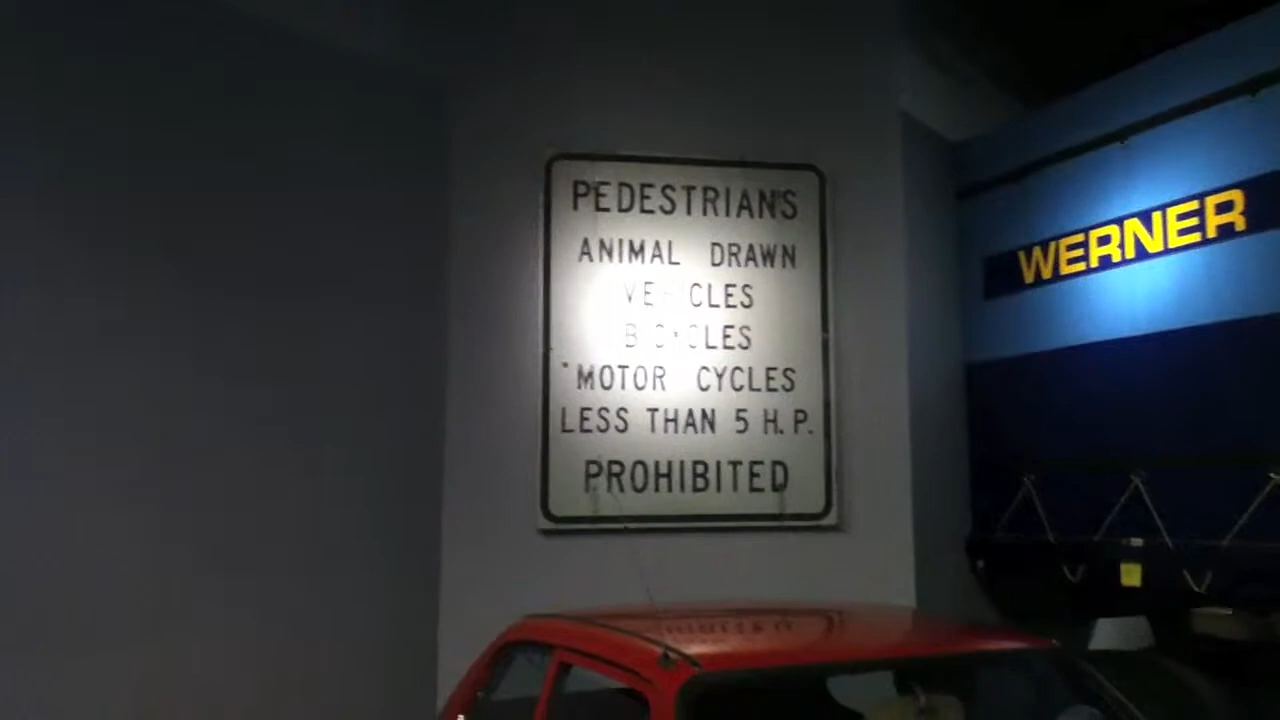 PEDESTRIANS
ANIMAL DRAWN
VEHICLES
BICYCLES
MOTOR CYCLES
LESS THAN 5 H.P.
PROHIBITED
WERNER